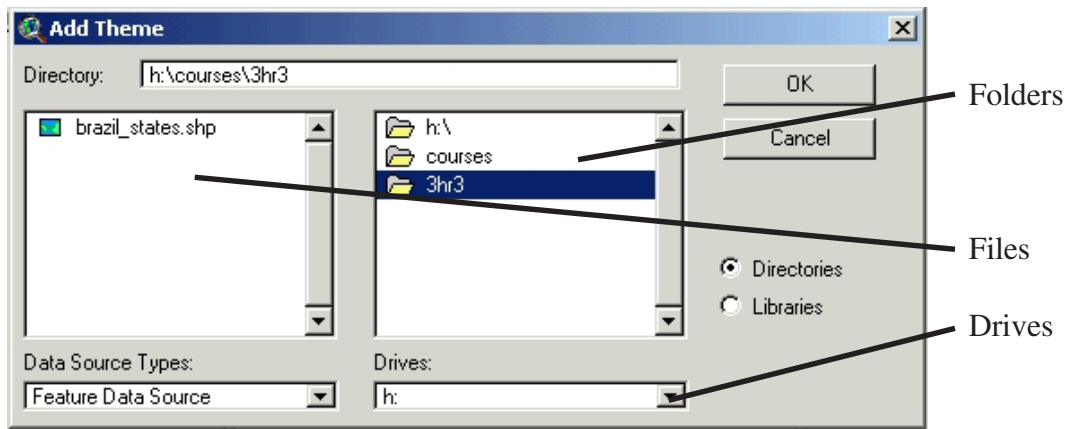 Add Theme
Directory: h:\courses\3hr3
OK
Cancel
brazil_states.shp
h:\
courses
3hr3
Directories
Libraries
Data Source Types:
Feature Data Source
Drives:
h:
Folders
Files
Drives